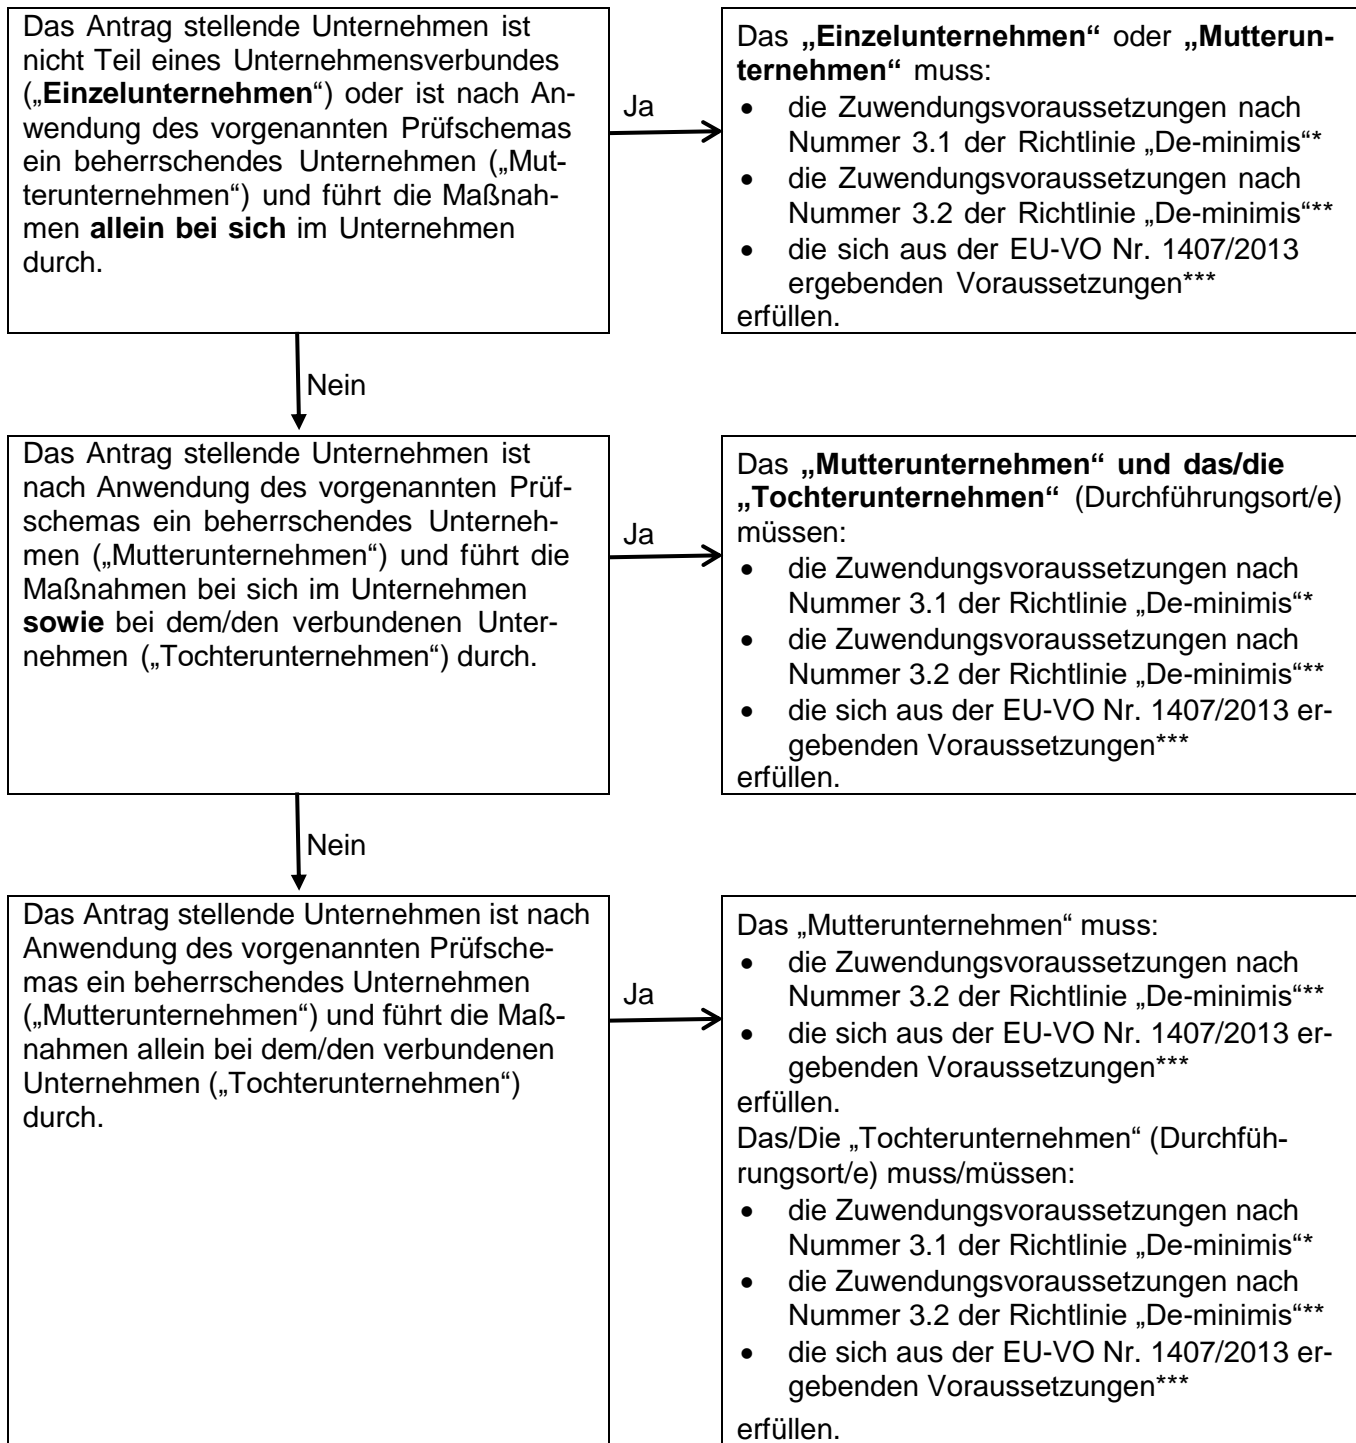 Das Antrag stellende Unternehmen ist
nicht Teil eines Unternehmensverbundes
(„Einzelunternehmen“) oder ist nach An-
wendung des vorgenannten Prüfschemas
ein beherrschendes Unternehmen („Mut-
terunternehmen“) und führt die Maßnah-
men allein bei sich im Unternehmen
durch.
Ja
Das „Einzelunternehmen“ oder „Mutterun-
ternehmen“ muss:
• die Zuwendungsvoraussetzungen nach
Nummer 3.1 der Richtlinie „De-minimis“*
• die Zuwendungsvoraussetzungen nach
Nummer 3.2 der Richtlinie „De-minimis“**
• die sich aus der EU-VO Nr. 1407/2013
ergebenden Voraussetzungen***
erfüllen.
Nein
Das Antrag stellende Unternehmen ist
nach Anwendung des vorgenannten Prüf-
schemas ein beherrschendes Unterneh-
men („Mutterunternehmen“) und führt die
Maßnahmen bei sich im Unternehmen
sowie bei dem/den verbundenen Unter-
nehmen („Tochterunternehmen“) durch.
Ja
Das „Mutterunternehmen“ und das/die
„Tochterunternehmen“ (Durchführungsort/e)
müssen:
• die Zuwendungsvoraussetzungen nach
Nummer 3.1 der Richtlinie „De-minimis“*
• die Zuwendungsvoraussetzungen nach
Nummer 3.2 der Richtlinie „De-minimis“**
• die sich aus der EU-VO Nr. 1407/2013 er-
gebenden Voraussetzungen***
erfüllen.
Nein
Das Antrag stellende Unternehmen ist nach
Anwendung des vorgenannten Prüfsche-
mas ein beherrschendes Unternehmen
(„Mutterunternehmen“) und führt die Maß-
nahmen allein bei dem/den verbundenen
Unternehmen („Tochterunternehmen“)
durch.
Ja
Das „Mutterunternehmen“ muss:
• die Zuwendungsvoraussetzungen nach
Nummer 3.2 der Richtlinie „De-minimis“**
• die sich aus der EU-VO Nr. 1407/2013 er-
gebenden Voraussetzungen***
erfüllen.
Das/Die „Tochterunternehmen“ (Durchfüh-
rungsort/e) muss/müssen:
• die Zuwendungsvoraussetzungen nach
Nummer 3.1 der Richtlinie „De-minimis“*
• die Zuwendungsvoraussetzungen nach
Nummer 3.2 der Richtlinie „De-minimis“**
• die sich aus der EU-VO Nr. 1407/2013 er-
gebenden Voraussetzungen***
erfüllen.